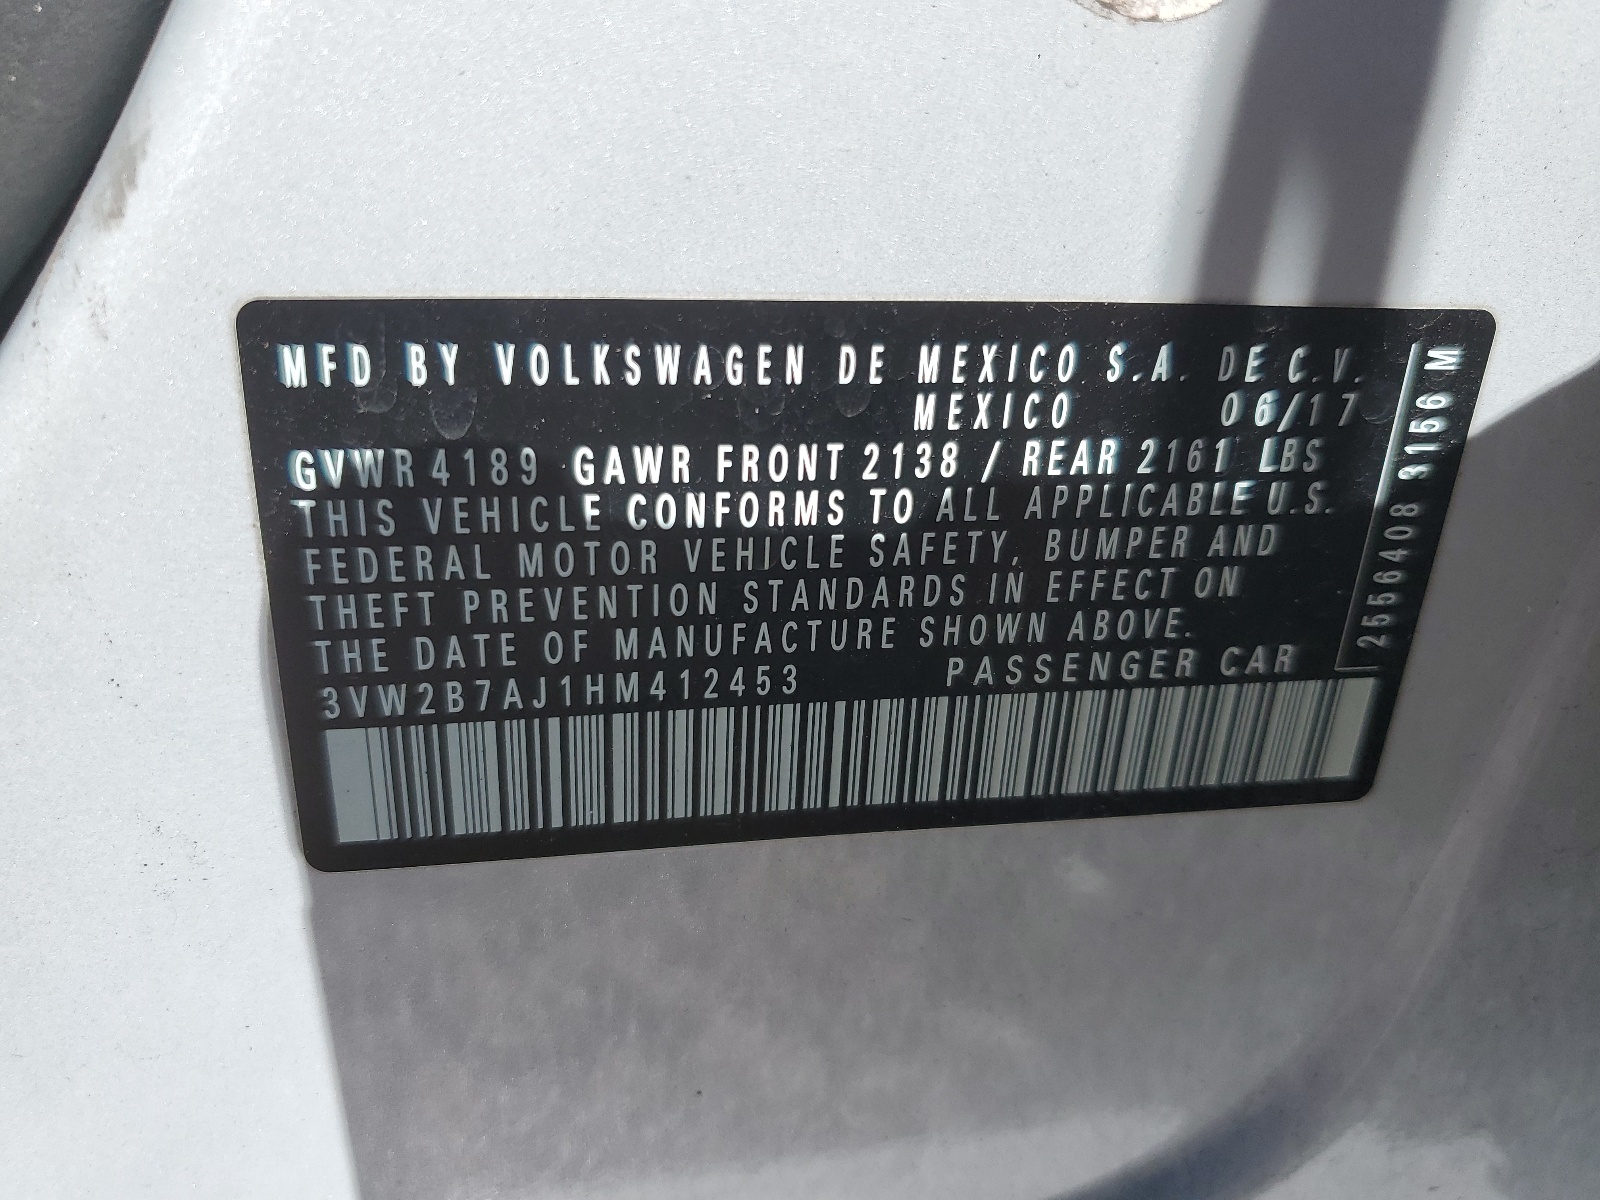 MFD BY VOLKSWAGEN DE MEXICO S.A. DE C.V.
MEXICO 06/17
GVWR 4189 GAWR FRONT 2138 / REAR 2161 LBS
THIS VEHICLE CONFORMS TO ALL APPLICABLE U.S.
FEDERAL MOTOR VEHICLE SAFETY, BUMPER AND
THEFT PREVENTION STANDARDS IN EFFECT ON
THE DATE OF MANUFACTURE SHOWN ABOVE.
3VW2B7AJ1HM412453 PASSENGER CAR
2556408 3156 M